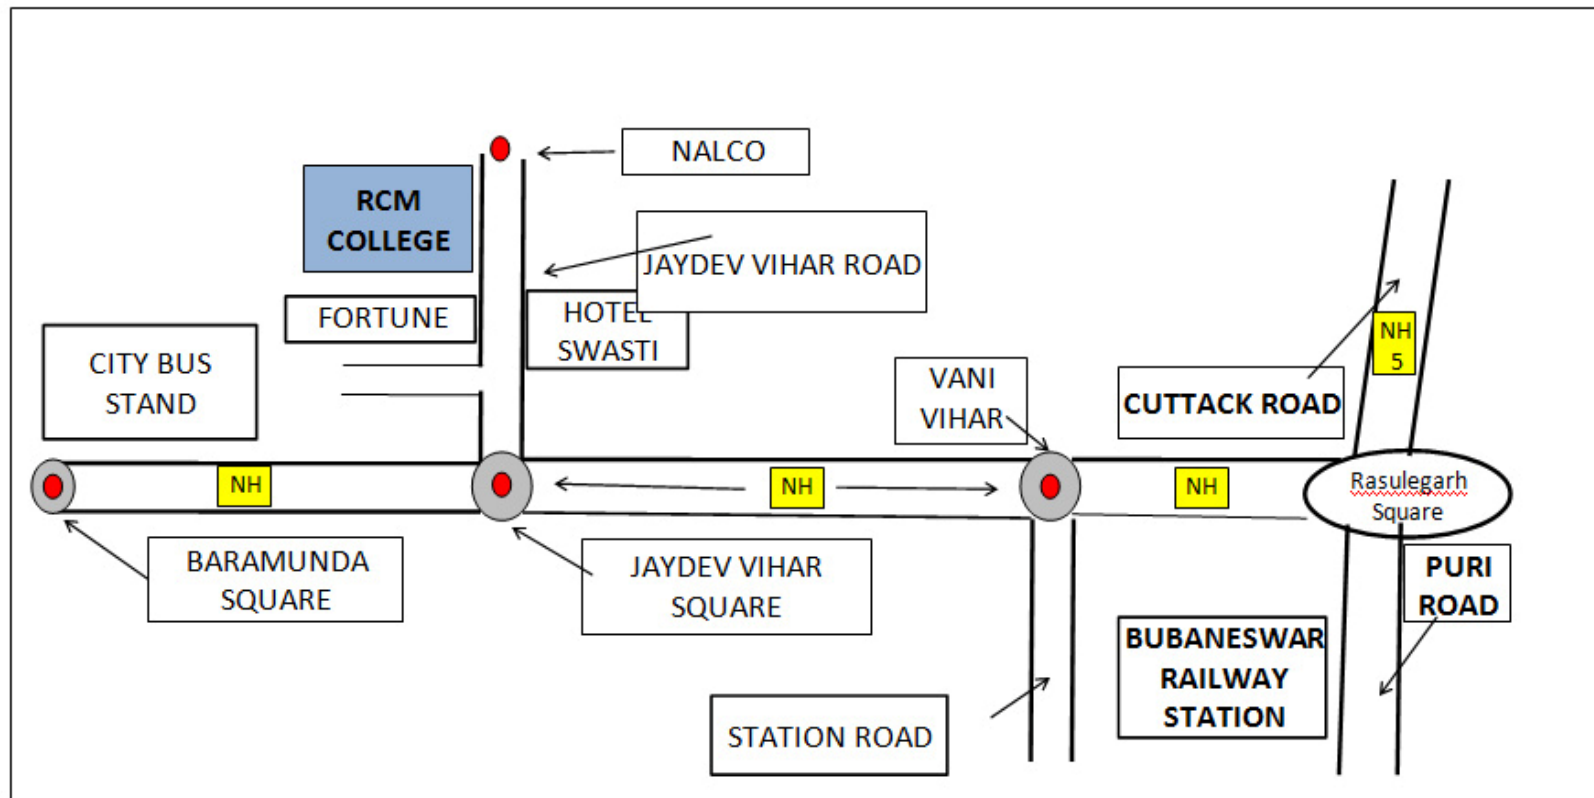 NALCO
RCM
COLLEGE
JAYDEV VIHAR ROAD
FORTUNE
HOTEL
SWASTI
CITY BUS
STAND
VANI
VIHAR
NH
5
CUTTACK ROAD
NH
NH
NH
Rasulegarh
Square
BARAMUNDA
SQUARE
JAYDEV VIHAR
SQUARE
PURI
ROAD
BUBANESWAR
RAILWAY
STATION
STATION ROAD